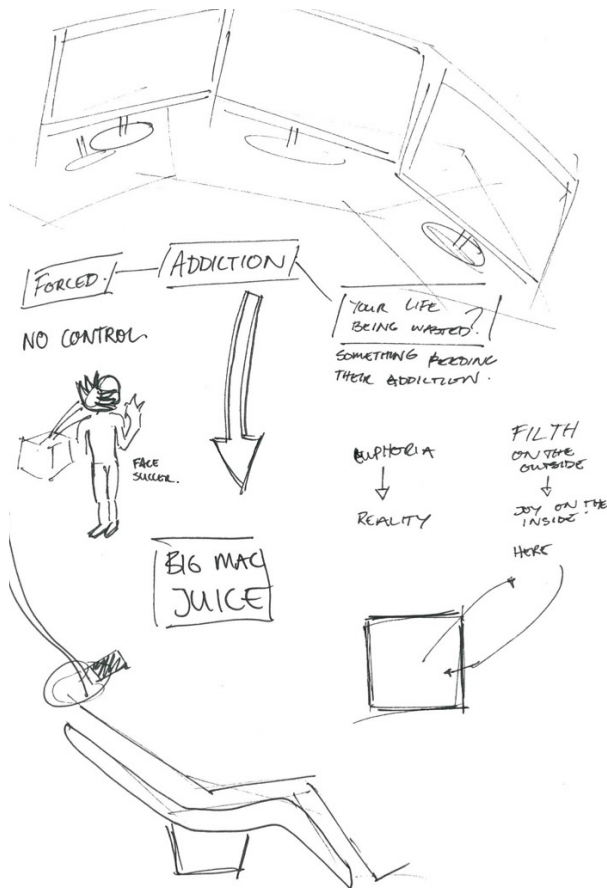 FORCED.
ADDICTION
YOUR LIFE
BEING WASTED?
NO CONTROL
SOMETHING FEEDING
THEIR ADDICTION.
FACE
SUCKER.
EUPHORIA
REALITY
FILTH
ON THE
OUTSIDE
JOY ON THE
INSIDE.
HERE
BIG MAC
JUICE